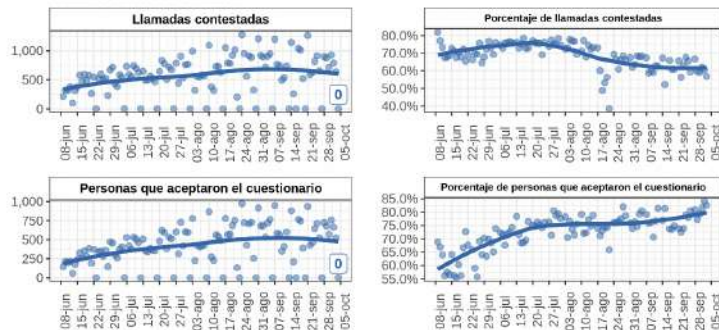 Llamadas contestadas
1,000
500
0
0
08-jun
15-jun
22-jun
29-jun
06-jul
13-jul
20-jul
27-jul
03-ago
10-ago
17-ago
24-ago
31-ago
07-sep
14-sep
21-sep
28-sep
05-oct
Porcentaje de llamadas contestadas
80.0%
70.0%
60.0%
50.0%
40.0%
08-jun
15-jun
22-jun
29-jun
06-jul
13-jul
20-jul
27-jul
03-ago
10-ago
17-ago
24-ago
31-ago
07-sep
14-sep
21-sep
28-sep
05-oct
Personas que aceptaron el cuestionario
1,000
750
500
250
0
0
08-jun
15-jun
22-jun
29-jun
06-jul
13-jul
20-jul
27-jul
03-ago
10-ago
17-ago
24-ago
31-ago
07-sep
14-sep
21-sep
28-sep
05-oct
Porcentaje de personas que aceptaron el cuestionario
85.0%
80.0%
75.0%
70.0%
65.0%
60.0%
55.0%
08-jun
15-jun
22-jun
29-jun
06-jul
13-jul
20-jul
27-jul
03-ago
10-ago
17-ago
24-ago
31-ago
07-sep
14-sep
21-sep
28-sep
05-oct